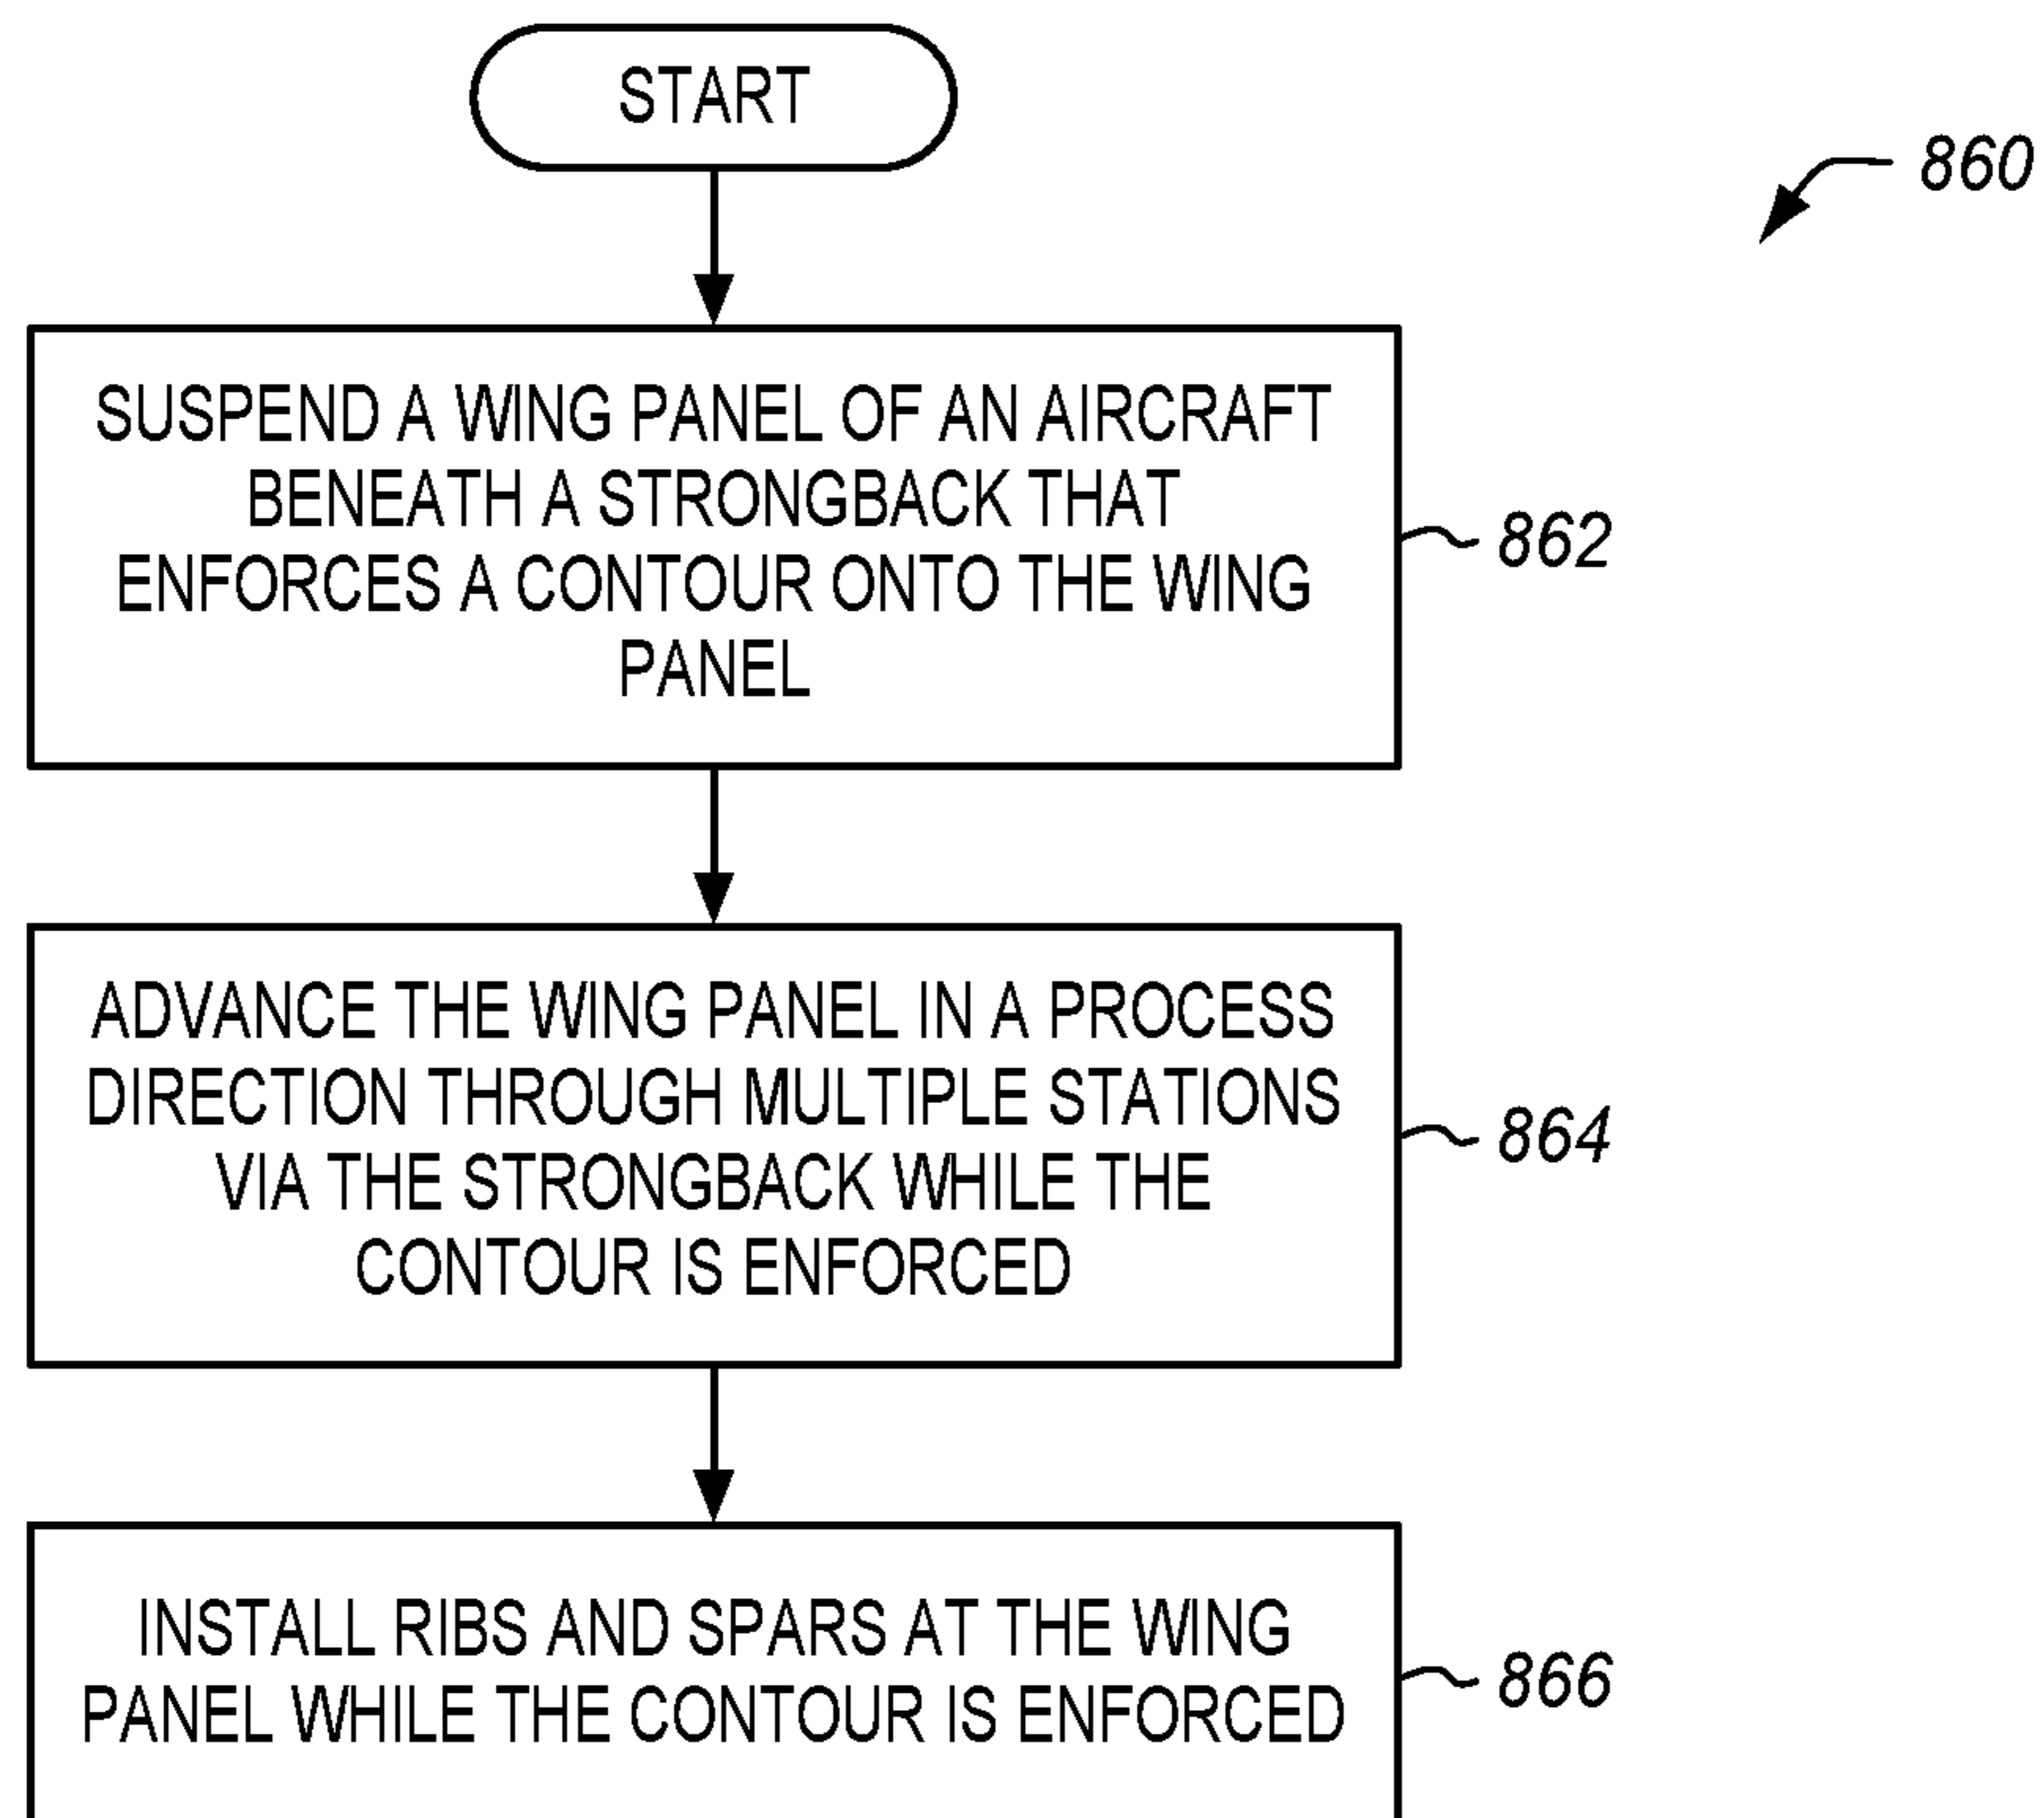 START
860
SUSPEND A WING PANEL OF AN AIRCRAFT
BENEATH A STRONGBACK THAT
ENFORCES A CONTOUR ONTO THE WING
PANEL
862
ADVANCE THE WING PANEL IN A PROCESS
DIRECTION THROUGH MULTIPLE STATIONS
VIA THE STRONGBACK WHILE THE
CONTOUR IS ENFORCED
864
INSTALL RIBS AND SPARS AT THE WING
PANEL WHILE THE CONTOUR IS ENFORCED
866